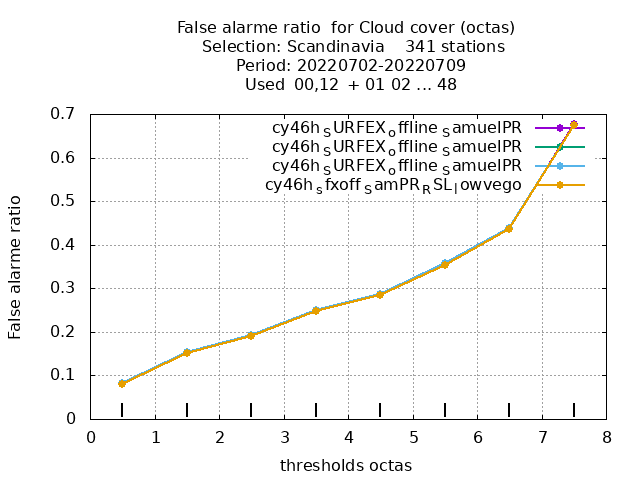 False alarme ratio  for Cloud cover (octas)
Selection: Scandinavia    341 stations
Period: 20220702-20220709
Used  00,12  + 01 02 ... 48
0.7
0.6
0.5
0.4
0.3
0.2
0.1
0
False alarme ratio
cy46h_SURFEX_offline_SamuelPR
cy46h_SURFEX_offline_SamuelPR
cy46h_SURFEX_offline_SamuelPR
cy46h_sfxoff_SamPR_RSL_lowvego
0 1 2 3 4 5 6 7 8
thresholds octas